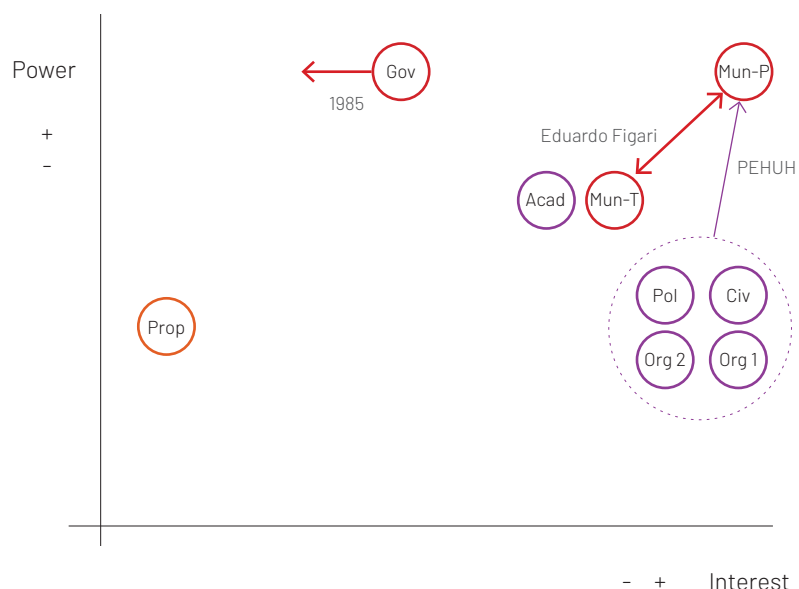 Power
+
-
Gov
1985
Mun-P
Eduardo Figari
PEHUH
Acad
Mun-T
Prop
Pol
Civ
Org 2
Org 1
- + Interest